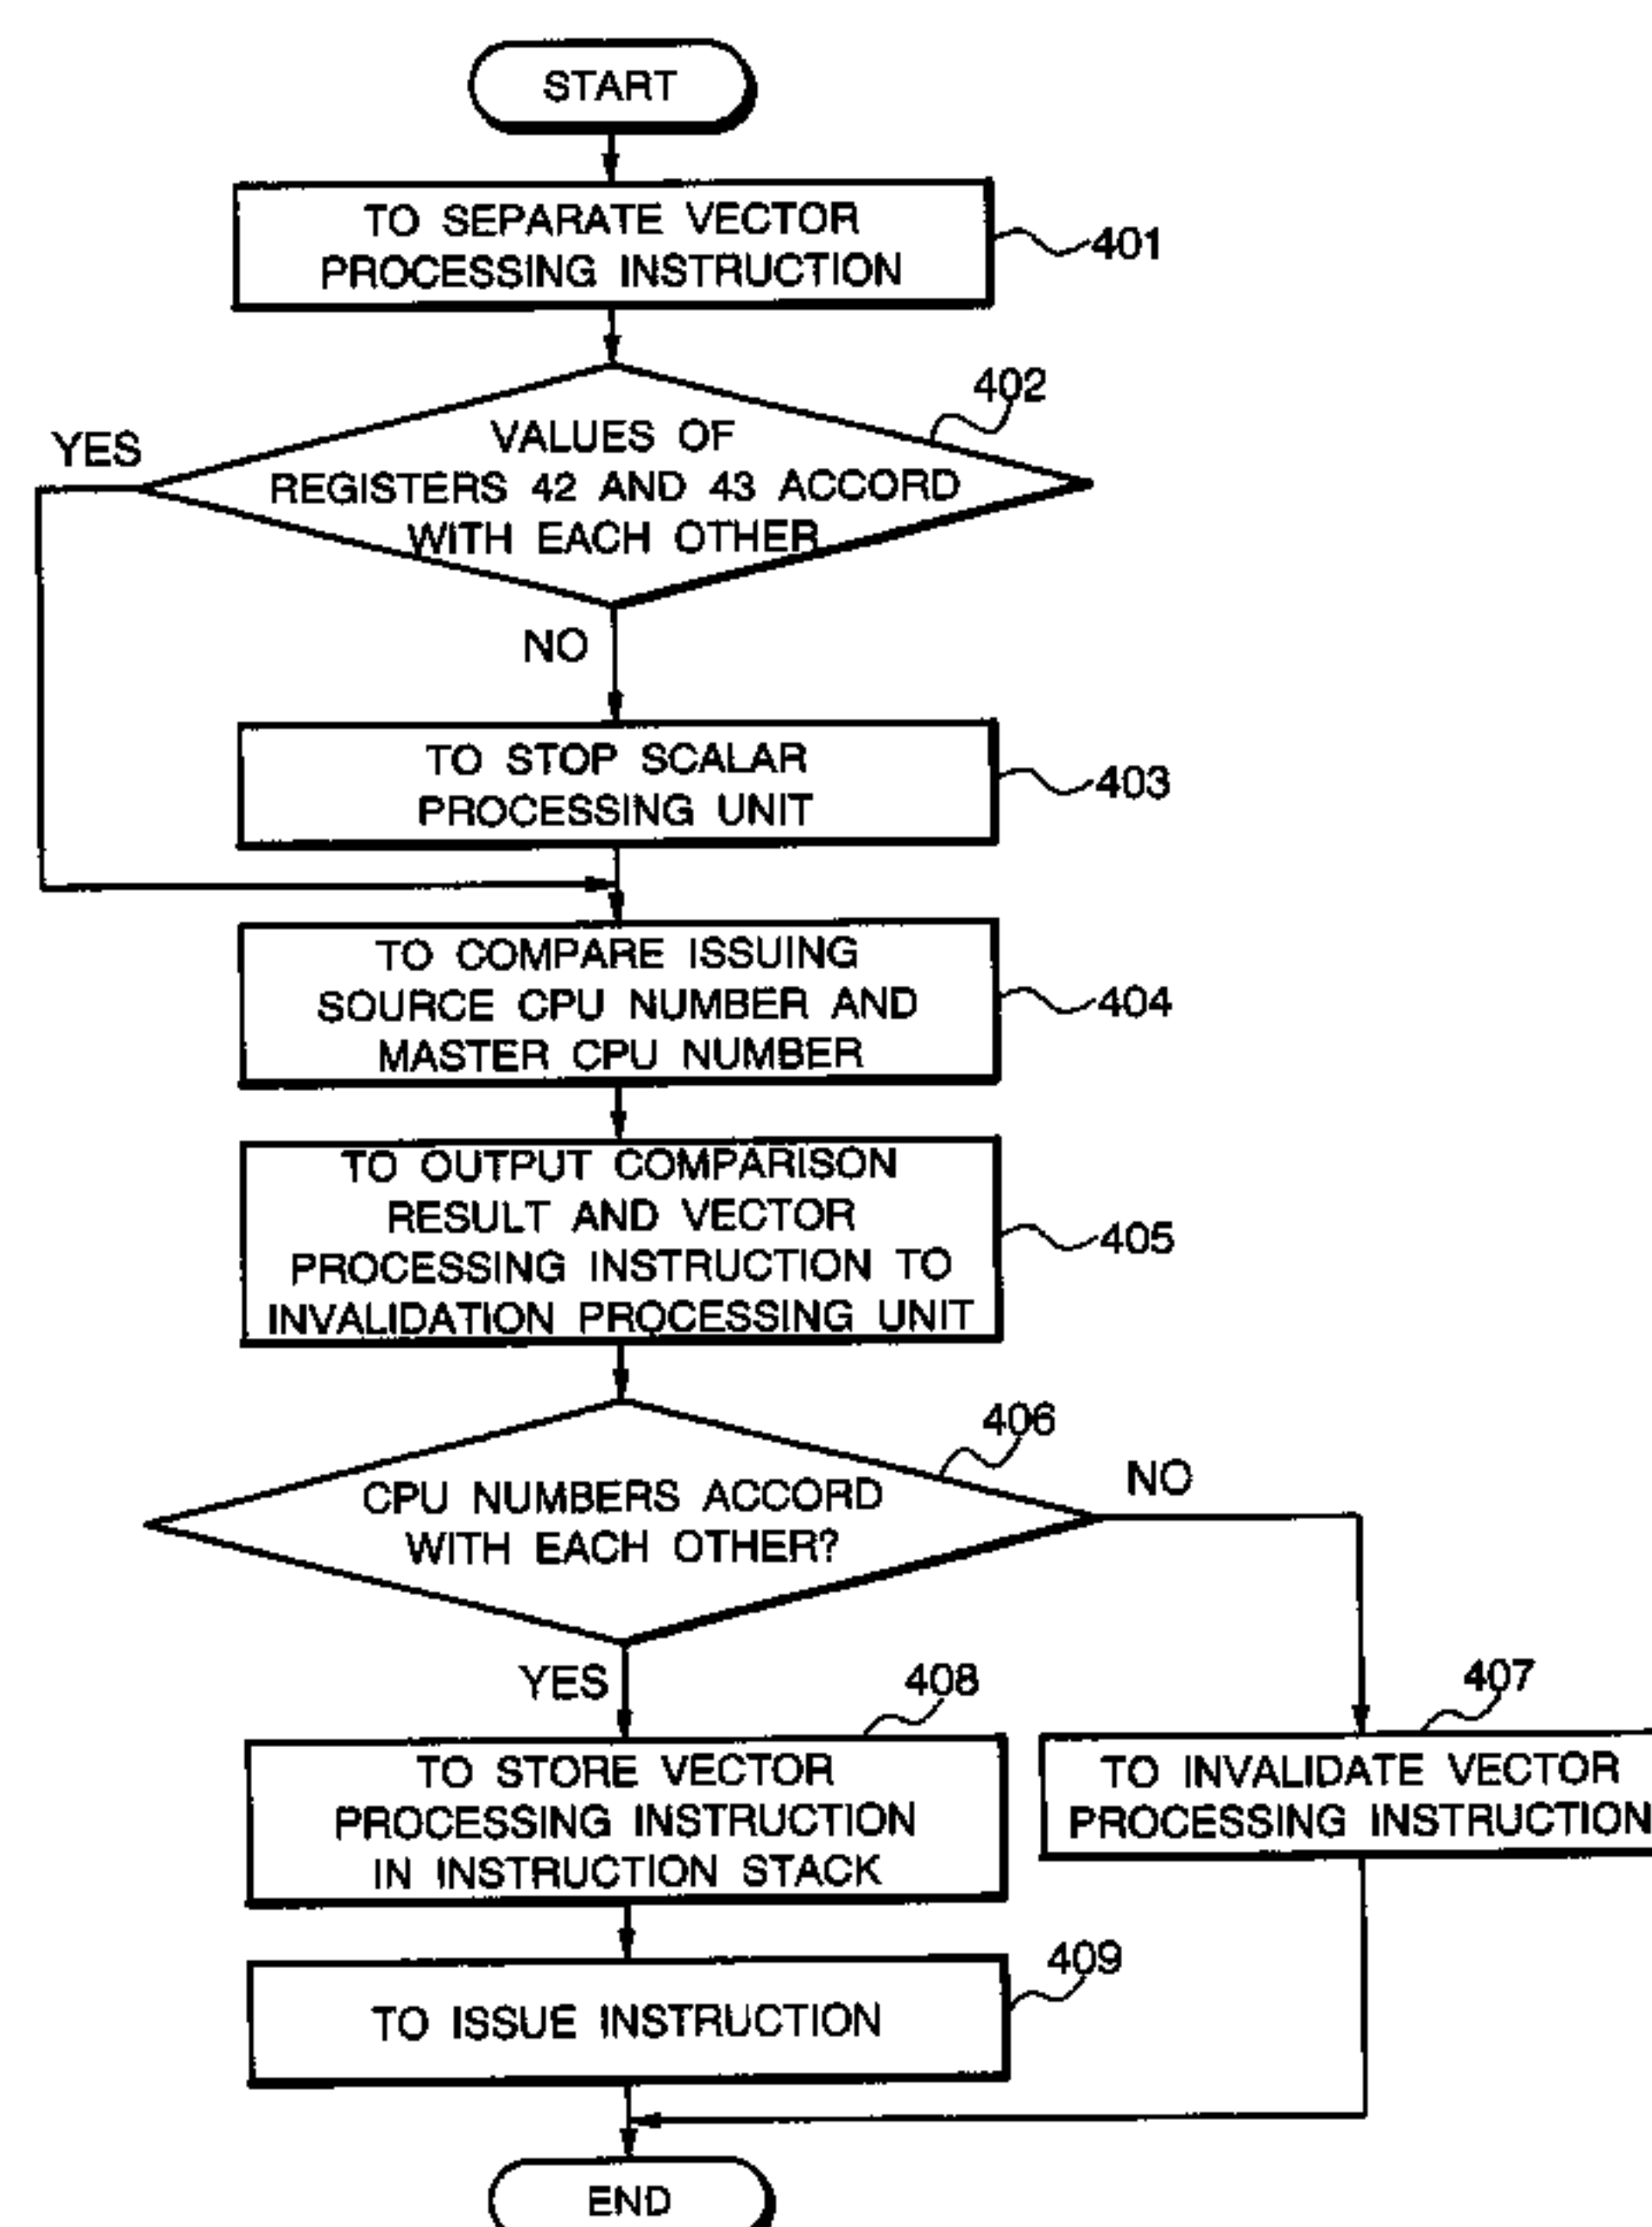 START
TO SEPARATE VECTOR
PROCESSING INSTRUCTION
401
402
YES
VALUES OF
REGISTERS 42 AND 43 ACCORD
WITH EACH OTHER
NO
TO STOP SCALAR
PROCESSING UNIT
403
TO COMPARE ISSUING
SOURCE CPU NUMBER AND
MASTER CPU NUMBER
404
TO OUTPUT COMPARISON
RESULT AND VECTOR
PROCESSING INSTRUCTION TO
INVALIDATION PROCESSING UNIT
405
406
NO
CPU NUMBERS ACCORD
WITH EACH OTHER?
YES
408
407
TO STORE VECTOR
PROCESSING INSTRUCTION
IN INSTRUCTION STACK
TO INVALIDATE VECTOR
PROCESSING INSTRUCTION
409
TO ISSUE INSTRUCTION
END